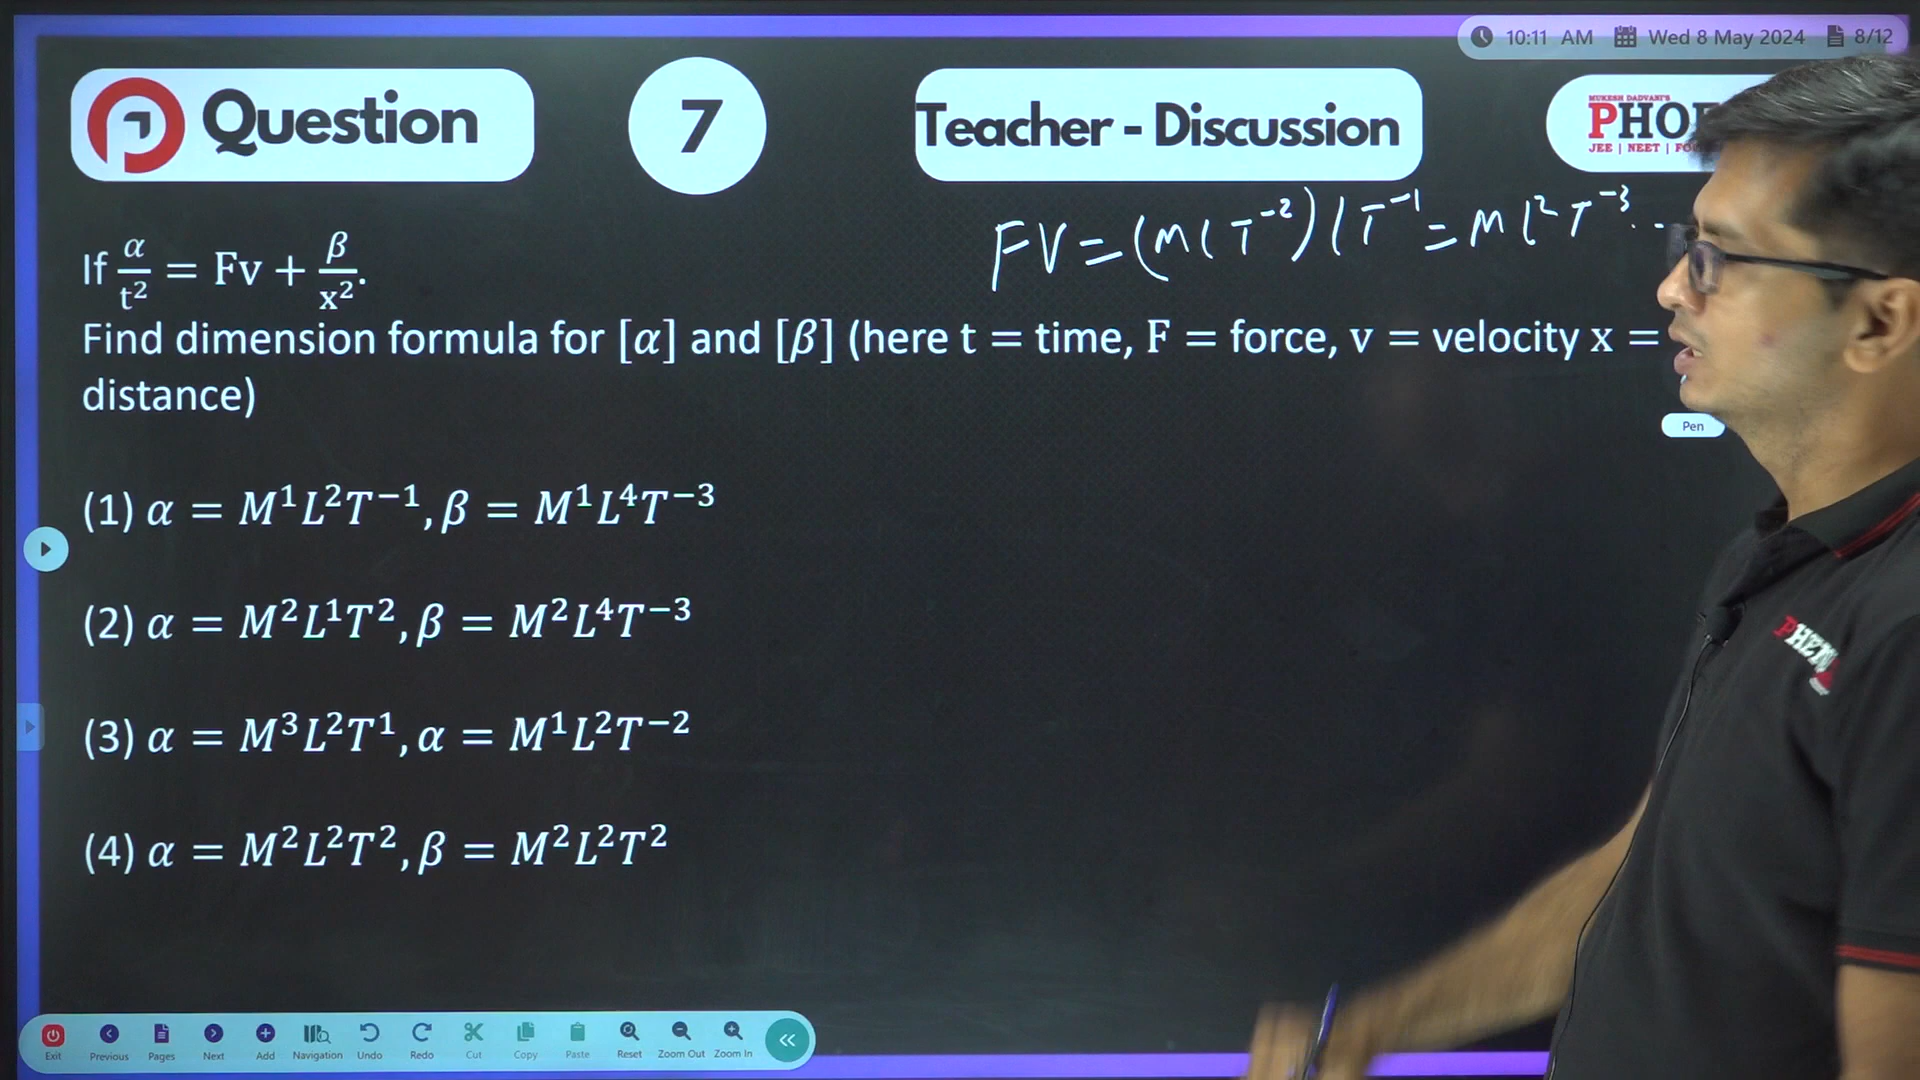 10:11 AM Wed 8 May 2024 8/12
Question 7 Teacher - Discussion
MUKESH DADVANI'S
PHO
JEE | NEET | FO
FV = (MLT⁻²) LT⁻¹ = ML²T⁻³
If α/t² = Fv + β/x².
Find dimension formula for [α] and [β] (here t = time, F = force, v = velocity x =
distance)
Pen
(1) α = M¹L²T⁻¹, β = M¹L⁴T⁻³
(2) α = M²L¹T², β = M²L⁴T⁻³
(3) α = M³L²T¹, α = M¹L²T⁻²
(4) α = M²L²T², β = M²L²T²
PHEN
Exit Previous Pages Next Add Navigation Undo Redo Cut Copy Paste Reset Zoom Out Zoom In